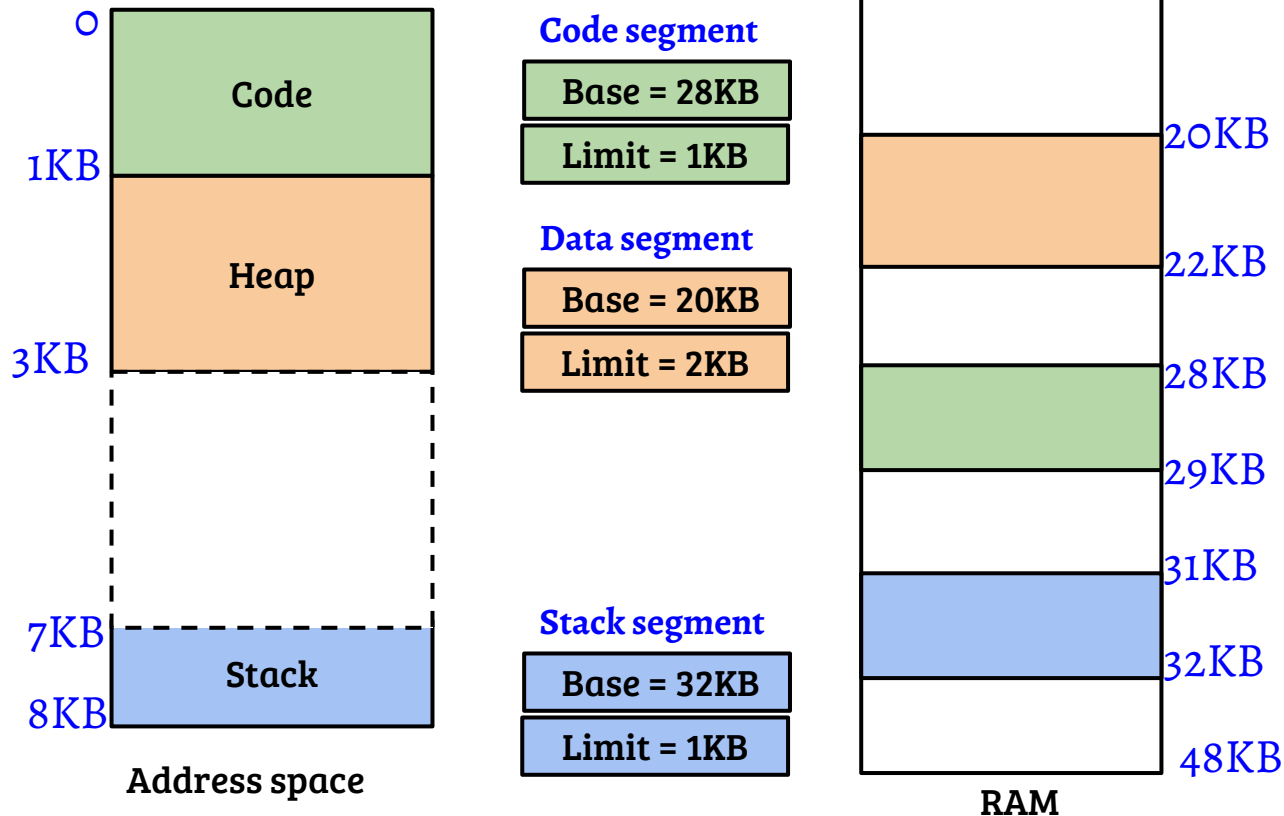 0
Code
1KB
Heap
3KB
7KB
Stack
8KB
Address space
Code segment
Base = 28KB
Limit = 1KB
Data segment
Base = 20KB
Limit = 2KB
Stack segment
Base = 32KB
Limit = 1KB
20KB
22KB
28KB
29KB
31KB
32KB
48KB
RAM